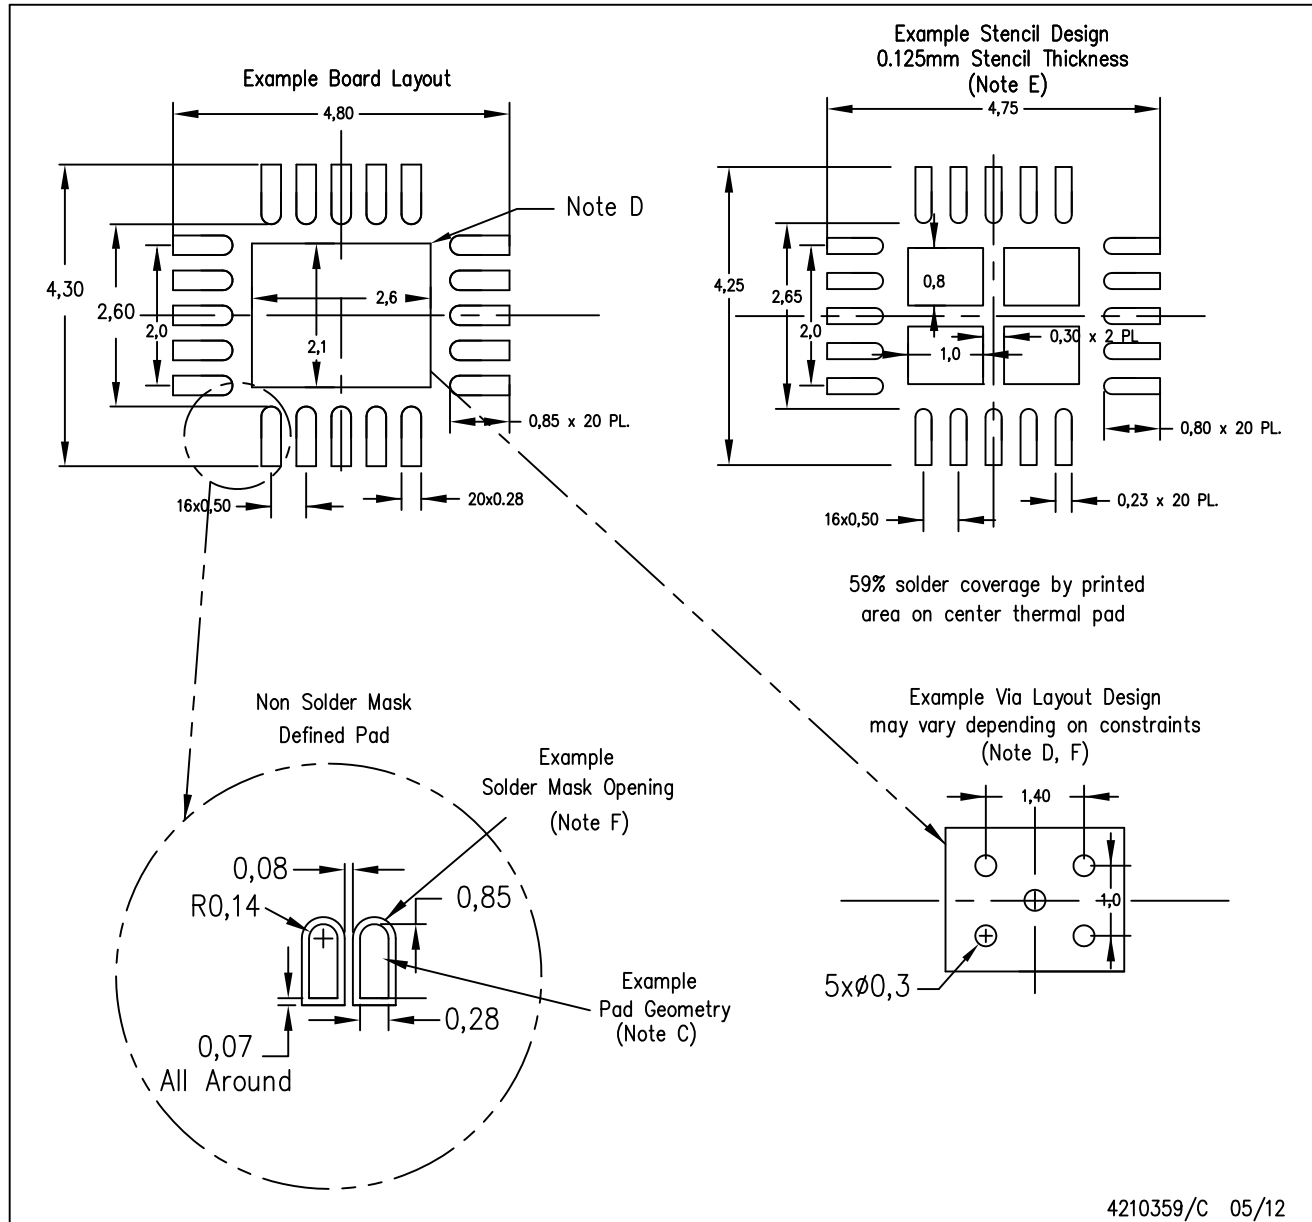 Example Board Layout
4,80
4,30
2,60
2,0
2,6
2,1
Note D
0,85 x 20 PL.
16x0,50
20x0.28
Example Stencil Design
0.125mm Stencil Thickness
(Note E)
4,75
4,25
2,65
2,0
0,8
1,0
0,30 x 2 PL
0,80 x 20 PL.
0,23 x 20 PL.
16x0,50
59% solder coverage by printed
area on center thermal pad
Non Solder Mask
Defined Pad
Example
Solder Mask Opening
(Note F)
0,08
R0,14
0,85
Example
Pad Geometry
(Note C)
0,28
0,07
All Around
Example Via Layout Design
may vary depending on constraints
(Note D, F)
1,40
1,0
5xø0,3
4210359/C 05/12